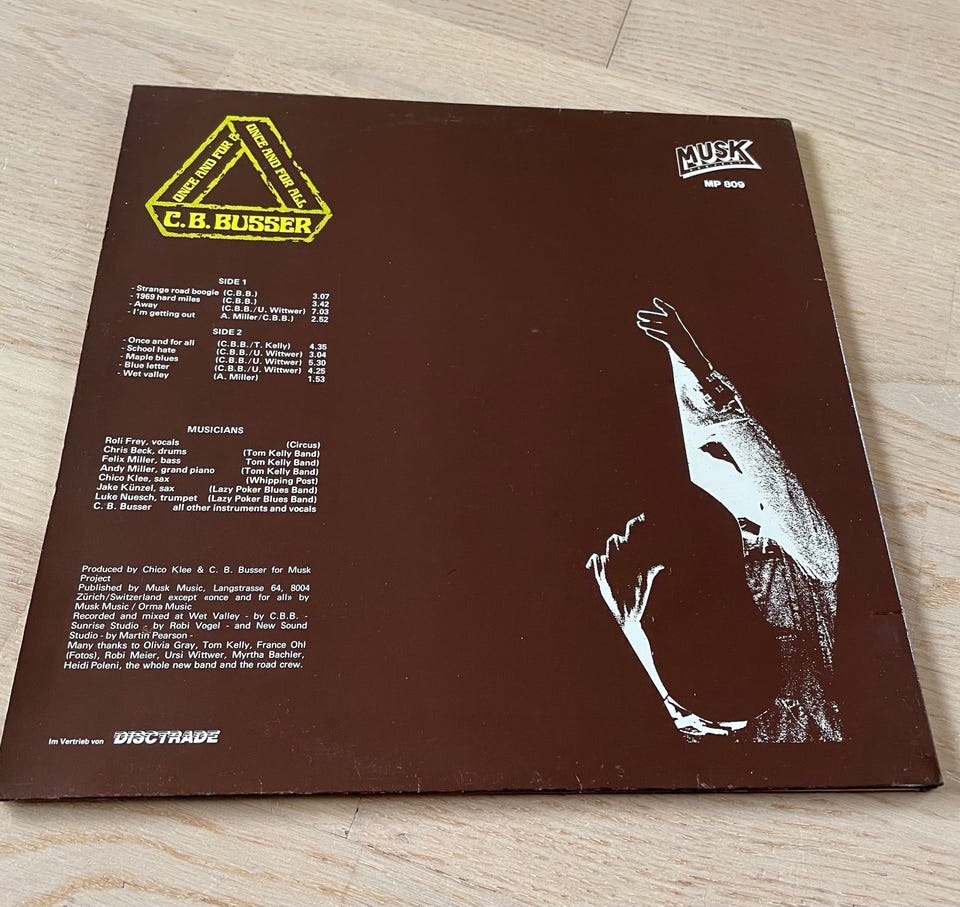 ONCE AND FOR A
ONCE AND FOR ALL
C. B. BUSSER
MUSK
MP 809
SIDE 1
- Strange road boogie (C.B.B.) 3.07
- 1969 hard miles (C.B.B.) 3.42
- Away (C.B.B./U. Wittwer) 7.03
- I'm getting out A. Miller/C.B.B.) 2.52
SIDE 2
- Once and for all (C.B.B./T. Kelly) 4.35
- School hate (C.B.B./U. Wittwer) 3.04
- Maple blues (C.B.B./U. Wittwer) 5.30
- Blue letter (C.B.B./U. Wittwer) 4.25
- Wet valley (A. Miller) 1.53
MUSICIANS
Roli Frey, vocals (Circus)
Chris Beck, drums (Tom Kelly Band)
Felix Miller, bass Tom Kelly Band)
Andy Miller, grand piano (Tom Kelly Band)
Chico Klee, sax (Whipping Post)
Jake Künzel, sax (Lazy Poker Blues Band)
Luke Nuesch, trumpet (Lazy Poker Blues Band)
C. B. Busser all other instruments and vocals
Produced by Chico Klee & C. B. Busser for Musk
Project
Published by Musk Music, Langstrasse 64, 8004
Zürich/Switzerland except «once and for all» by
Musk Music / Orma Music
Recorded and mixed at Wet Valley - by C.B.B. -
Sunrise Studio - by Robi Vogel - and New Sound
Studio - by Martin Pearson -
Many thanks to Olivia Gray, Tom Kelly, France Ohl
(Fotos), Robi Meier, Ursi Wittwer, Myrtha Bachler,
Heidi Poleni, the whole new band and the road crew.
Im Vertrieb von DISCTRADE